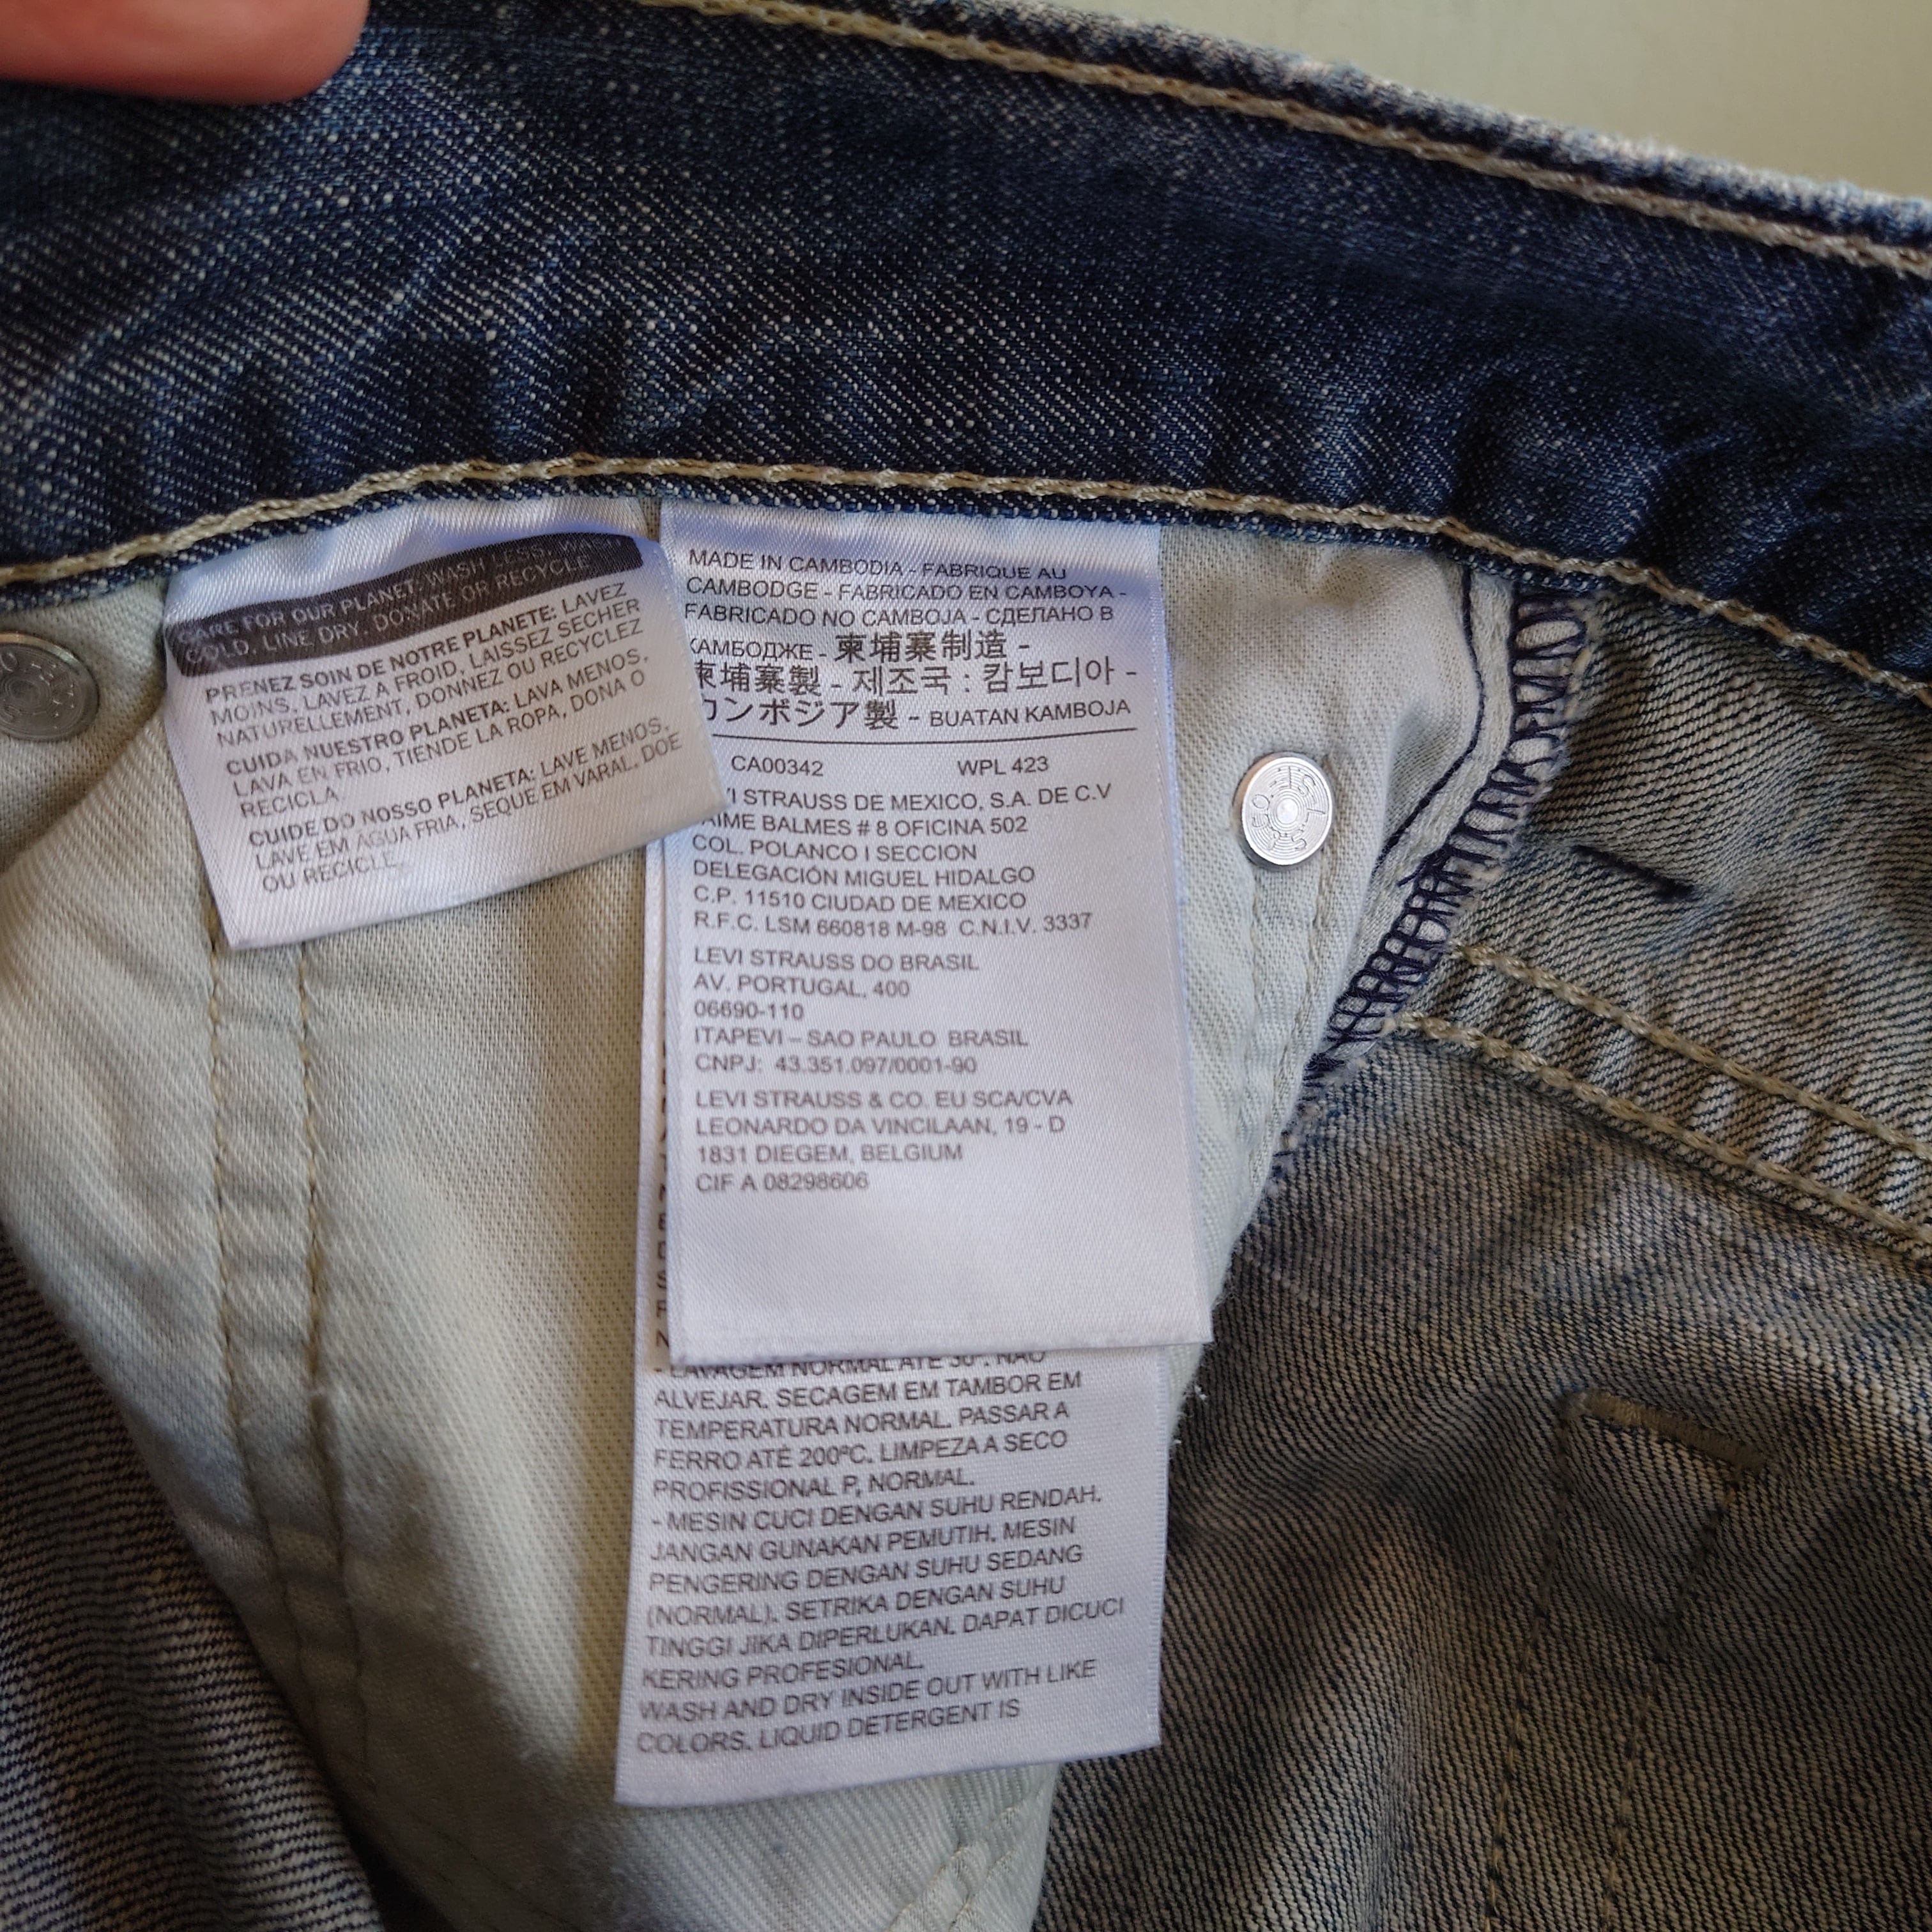 CARE FOR OUR PLANET: WASH LESS, WASH
COLD, LINE DRY, DONATE OR RECYCLE
PRENEZ SOIN DE NOTRE PLANETE: LAVEZ
MOINS, LAVEZ A FROID, LAISSEZ SECHER
NATURELLEMENT, DONNEZ OU RECYCLEZ
CUIDA NUESTRO PLANETA: LAVA MENOS,
LAVA EN FRIO, TIENDE LA ROPA, DONA O
RECICLA
CUIDE DO NOSSO PLANETA: LAVE MENOS,
LAVE EM ÁGUA FRIA, SEQUE EM VARAL, DOE
OU RECICLE.
MADE IN CAMBODIA - FABRIQUE AU
CAMBODGE - FABRICADO EN CAMBOYA -
FABRICADO NO CAMBOJA - СДЕЛАНО В
КАМБОДЖЕ - 柬埔寨制造 -
柬埔寨製 - 제조국 : 캄보디아 -
カンボジア製 - BUATAN KAMBOJA
CA00342 WPL 423
VI STRAUSS DE MEXICO, S.A. DE C.V
AIME BALMES # 8 OFICINA 502
COL. POLANCO I SECCION
DELEGACIÓN MIGUEL HIDALGO
C.P. 11510 CIUDAD DE MEXICO
R.F.C. LSM 660818 M-98 C.N.I.V. 3337
LEVI STRAUSS DO BRASIL
AV. PORTUGAL, 400
06690-110
ITAPEVI – SAO PAULO BRASIL
CNPJ: 43.351.097/0001-90
LEVI STRAUSS & CO. EU SCA/CVA
LEONARDO DA VINCILAAN, 19 - D
1831 DIEGEM, BELGIUM
CIF A 08298606
- LAVAGEM NORMAL ATÉ 30º. NÃO
ALVEJAR. SECAGEM EM TAMBOR EM
TEMPERATURA NORMAL. PASSAR A
FERRO ATÉ 200ºC. LIMPEZA A SECO
PROFISSIONAL P, NORMAL.
- MESIN CUCI DENGAN SUHU RENDAH.
JANGAN GUNAKAN PEMUTIH. MESIN
PENGERING DENGAN SUHU SEDANG
(NORMAL). SETRIKA DENGAN SUHU
TINGGI JIKA DIPERLUKAN. DAPAT DICUCI
KERING PROFESIONAL.
WASH AND DRY INSIDE OUT WITH LIKE
COLORS. LIQUID DETERGENT IS